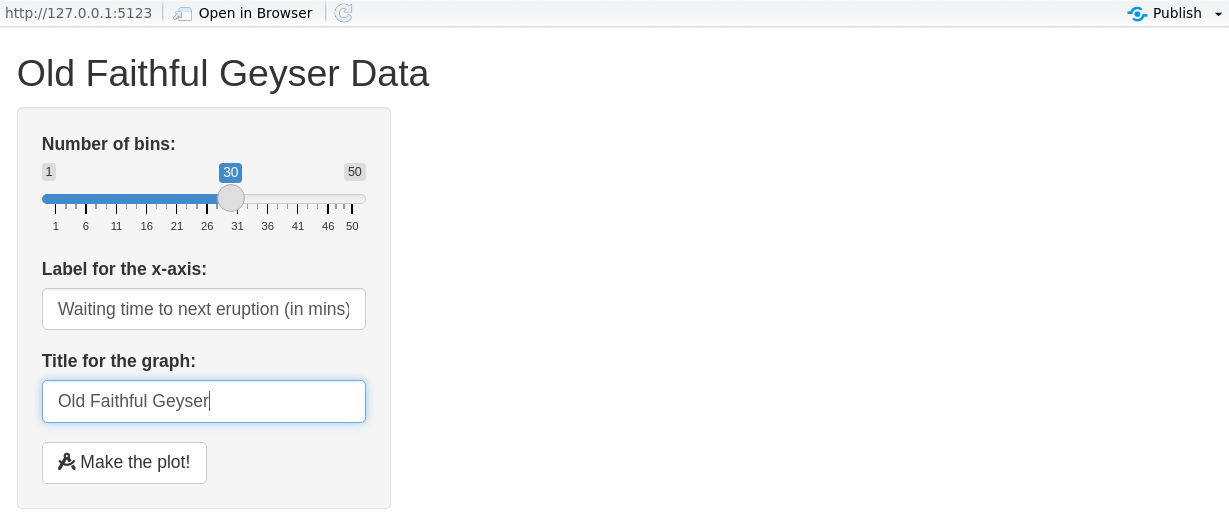 http://127.0.0.1:5123 Open in Browser Publish
Old Faithful Geyser Data
Number of bins:
1 30 50
1 6 11 16 21 26 31 36 41 46 50
Label for the x-axis:
Waiting time to next eruption (in mins)
Title for the graph:
Old Faithful Geyser
Make the plot!